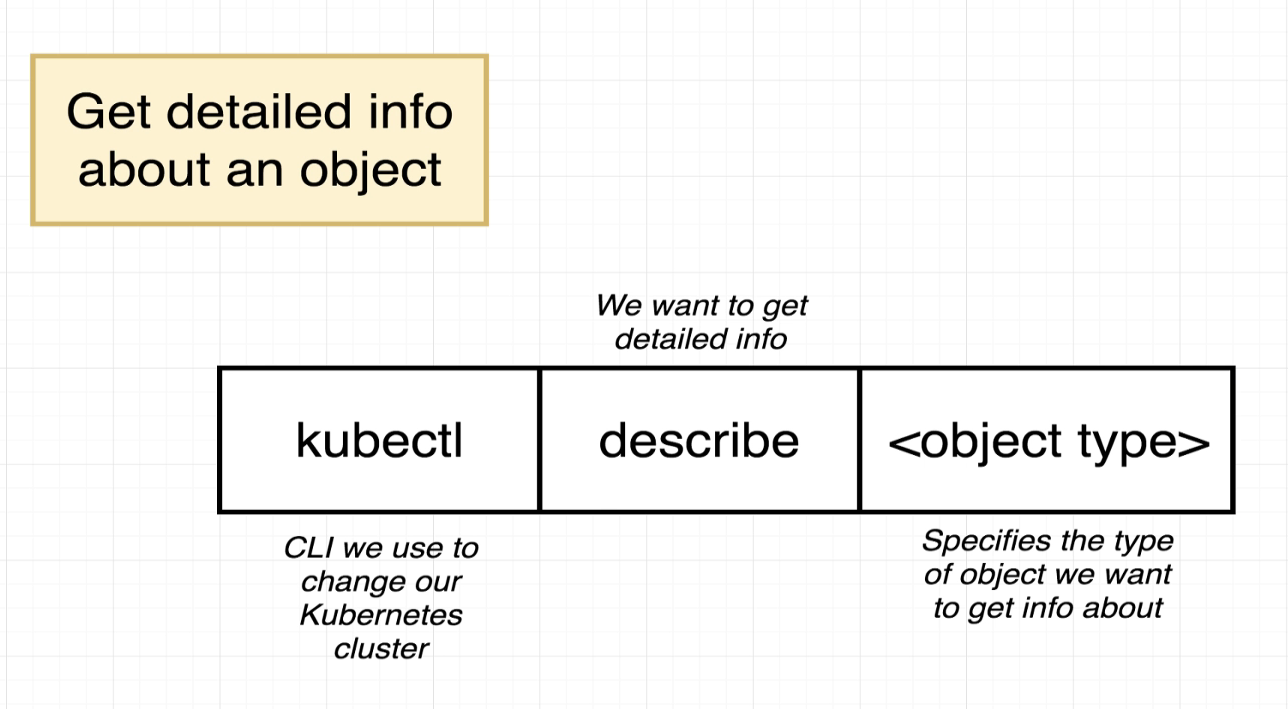 Get detailed info
about an object
We want to get
detailed info
kubectl
describe
<object type>
CLI we use to
change our
Kubernetes
cluster
Specifies the type
of object we want
to get info about